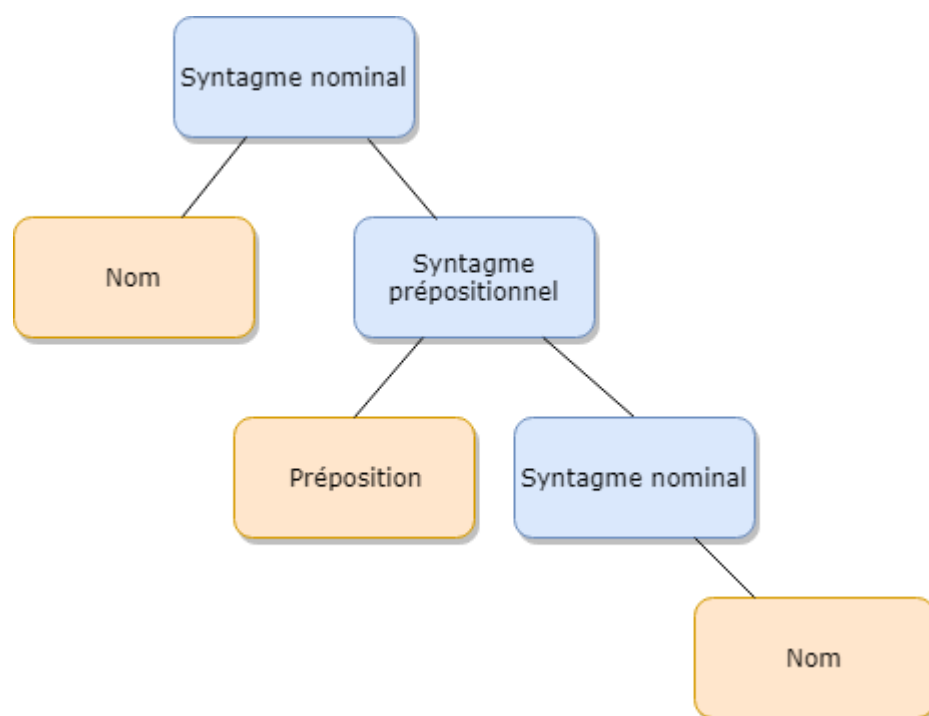 Syntagme nominal
Nom
Syntagme
prépositionnel
Préposition
Syntagme nominal
Nom